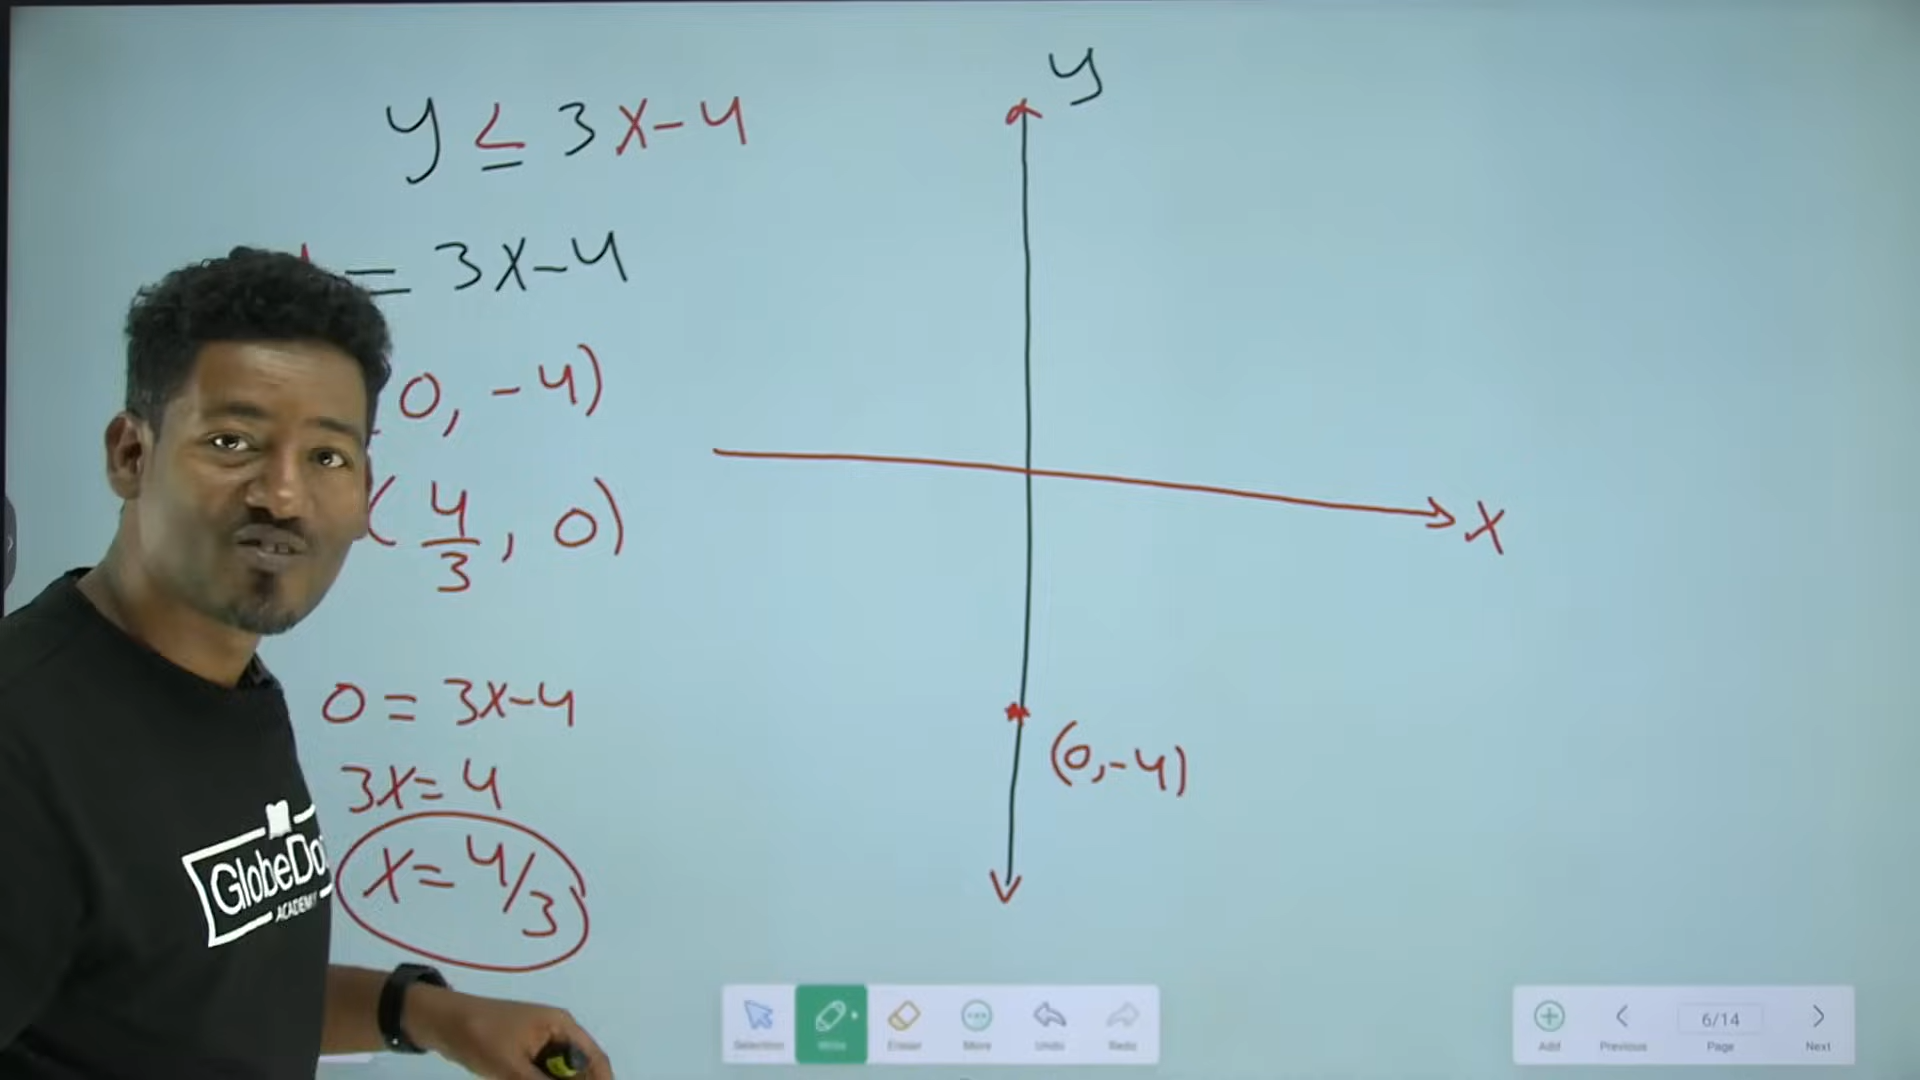 y ≤ 3x-4
= 3x-4
0, -4)
( 4/3 , 0)
0 = 3x-4
3x = 4
x = 4/3
y
x
(0,-4)
GlobeDo
ACADEMY
Selection
Write
Eraser
More
Undo
Redo
Add
Previous
6/14
Page
Next